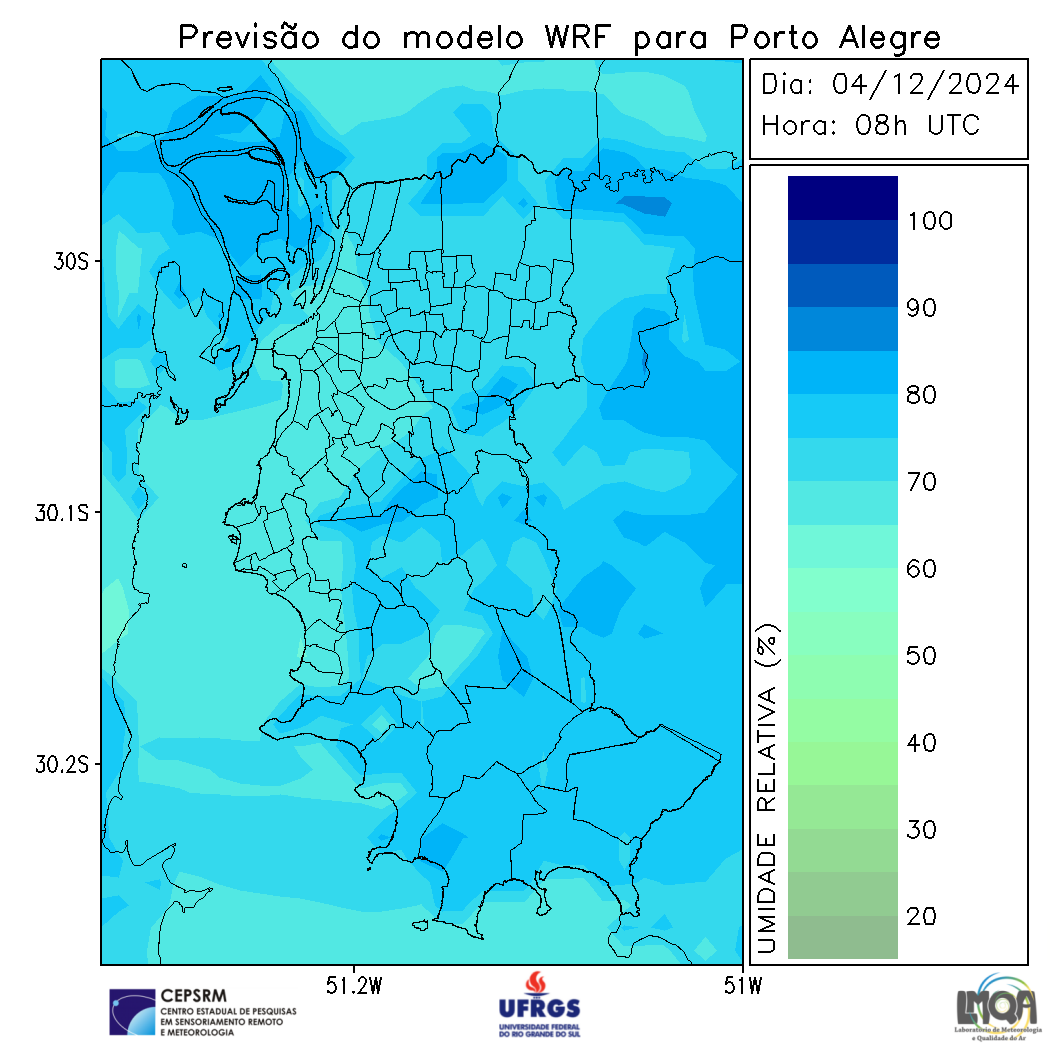 Previsão do modelo WRF para Porto Alegre
Dia: 04/12/2024
Hora: 08h UTC
30S
30.1S
30.2S
51.2W
51W
100
90
80
70
60
50
40
30
20
UMIDADE RELATIVA (%)
CEPSRM
CENTRO ESTADUAL DE PESQUISAS
EM SENSORIAMENTO REMOTO
E METEOROLOGIA
UFRGS
UNIVERSIDADE FEDERAL
DO RIO GRANDE DO SUL
LMQA
Laboratório de Meteorologia
e Qualidade do Ar